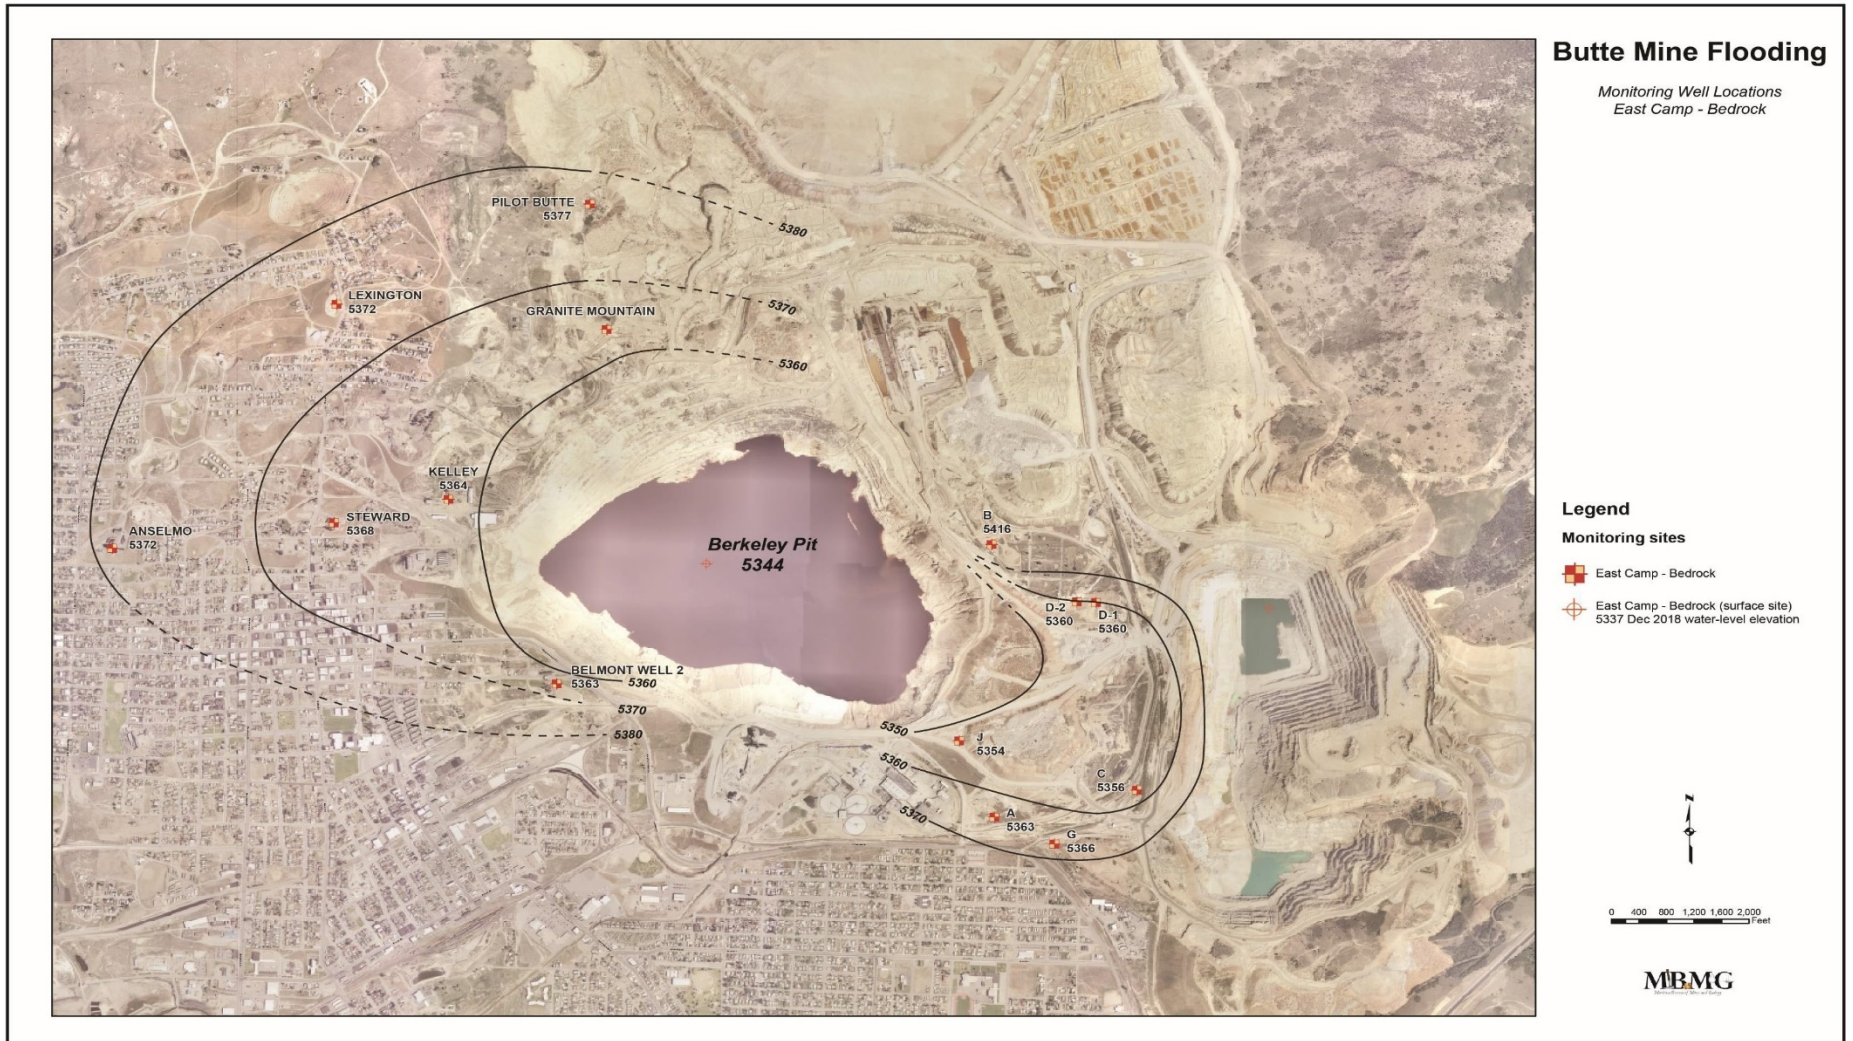 Butte Mine Flooding
Monitoring Well Locations
East Camp - Bedrock
5380
PILOT BUTTE
5377
LEXINGTON
5372
5370
GRANITE MOUNTAIN
5360
KELLEY
5364
STEWARD
5368
ANSELMO
5372
B
5416
Berkeley Pit
5344
D-2
5360
D-1
5360
BELMONT WELL 2
5363
5360
5370
5380
5350
J
5354
5360
C
5356
5370
A
5363
G
5366
Legend
Monitoring sites
East Camp - Bedrock
East Camp - Bedrock (surface site)
5337 Dec 2018 water-level elevation
N
0 400 800 1,200 1,600 2,000
Feet
MBMG